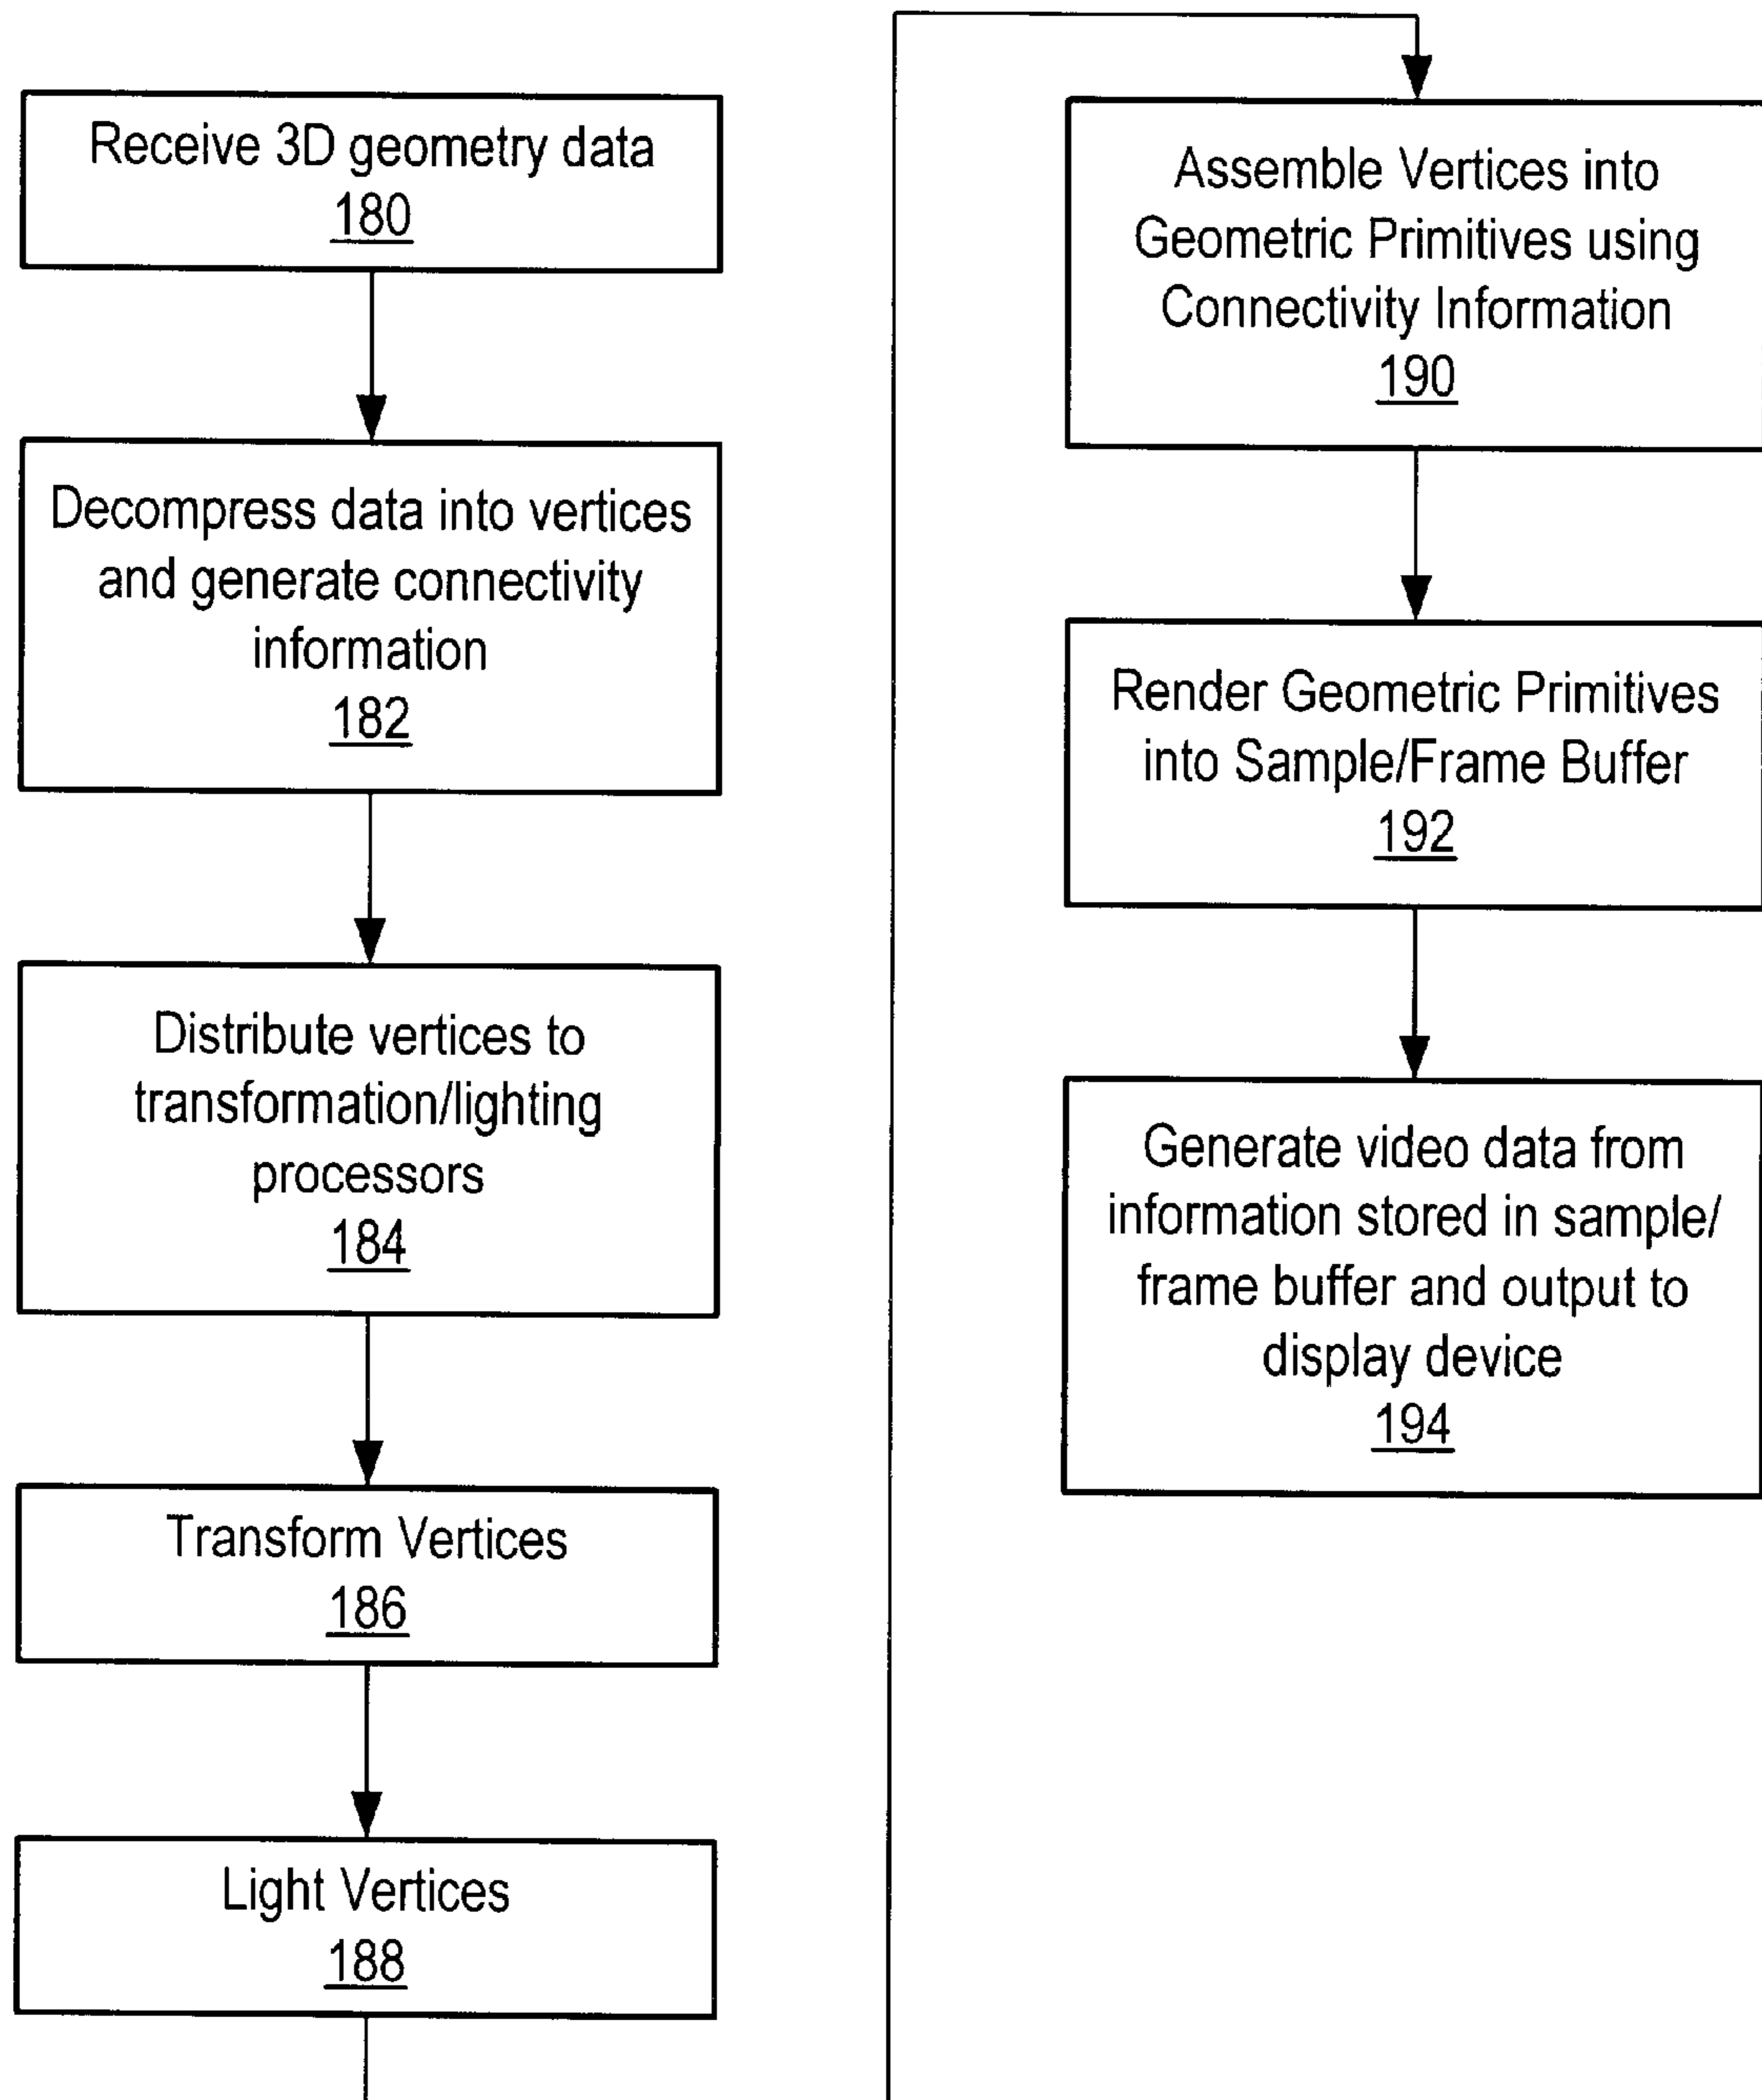 Receive 3D geometry data
180
Decompress data into vertices
and generate connectivity
information
182
Distribute vertices to
transformation/lighting
processors
184
Transform Vertices
186
Light Vertices
188
Assemble Vertices into
Geometric Primitives using
Connectivity Information
190
Render Geometric Primitives
into Sample/Frame Buffer
192
Generate video data from
information stored in sample/
frame buffer and output to
display device
194